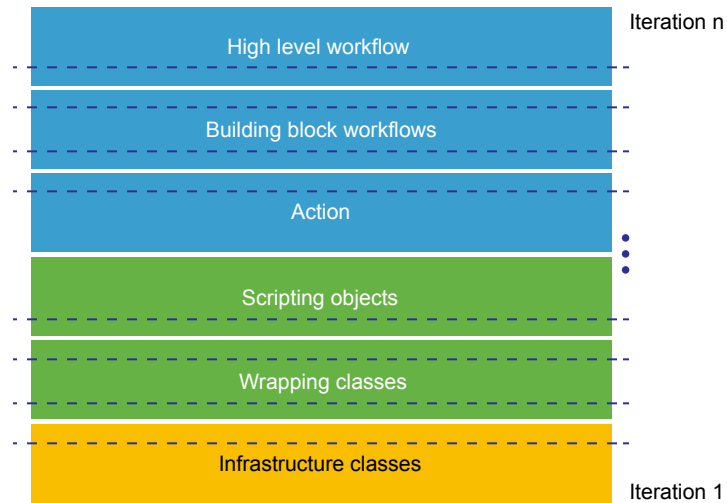 Iteration n
High level workflow
Building block workflows
Action
Scripting objects
Wrapping classes
Infrastructure classes
Iteration 1